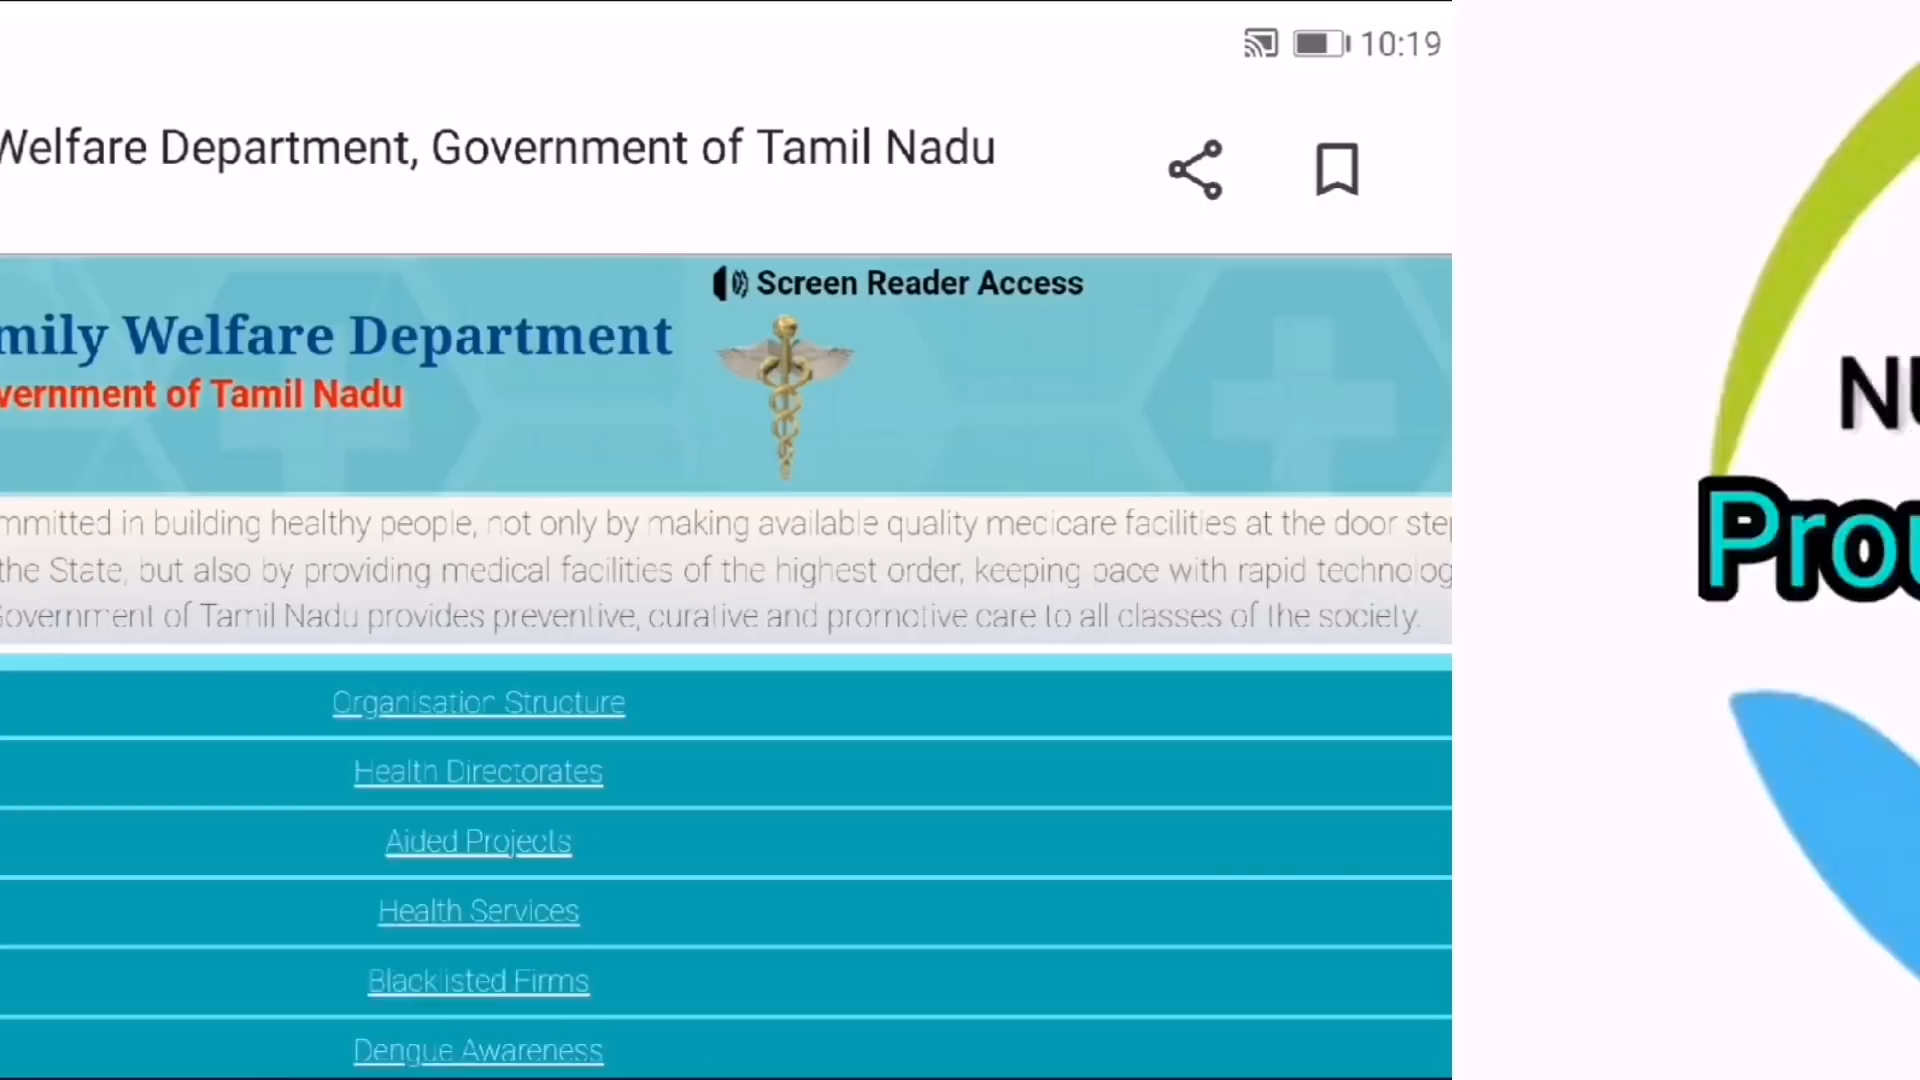 10:19
Welfare Department, Government of Tamil Nadu
Screen Reader Access
mily Welfare Department
vernment of Tamil Nadu
mmitted in building healthy people, not only by making available quality medicare facilities at the door step
the State, but also by providing medical facilities of the highest order, keeping pace with rapid technolog
Government of Tamil Nadu provides preventive, curative and promotive care to all classes of the society.
Organisation Structure
Health Directorates
Aided Projects
Health Services
Blacklisted Firms
Dengue Awareness
NU
Prou